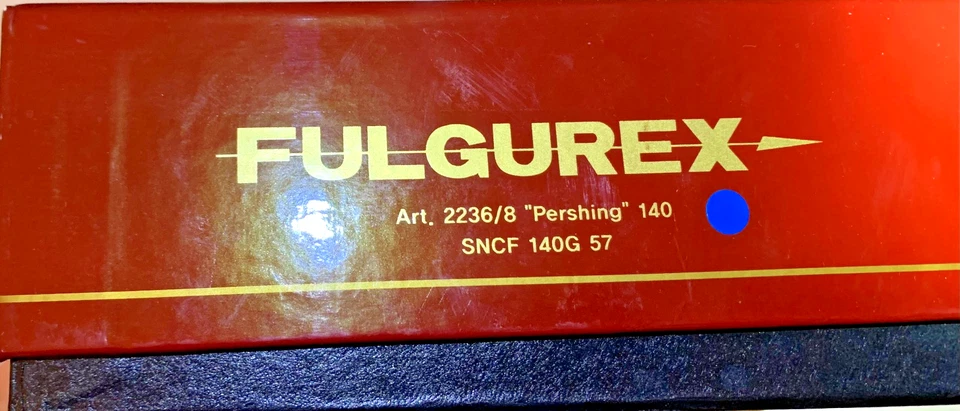 FULGUREX
Art. 2236/8 "Pershing" 140
SNCF 140G 57